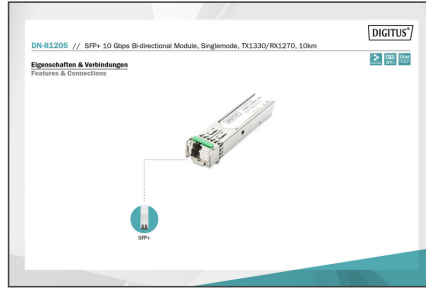 DIGITUS®
DN-81205 // SFP+ 10 Gbps Bi-directional Module, Singlemode, TX1330/RX1270, 10km
Eigenschaften & Verbindungen
Features & Connections
SFP+